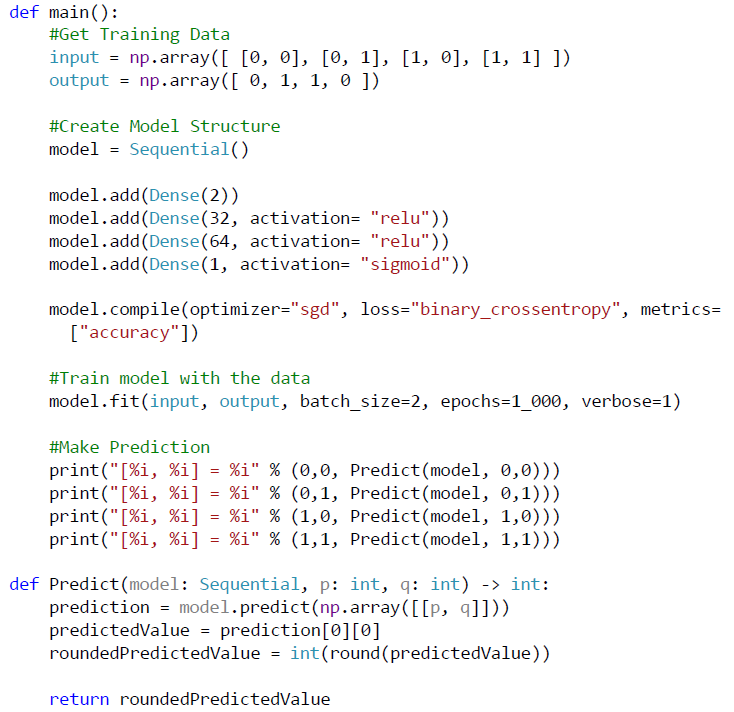 def main():
    #Get Training Data
    input = np.array([ [0, 0], [0, 1], [1, 0], [1, 1] ])
    output = np.array([ 0, 1, 1, 0 ])

    #Create Model Structure
    model = Sequential()

    model.add(Dense(2))
    model.add(Dense(32, activation= "relu"))
    model.add(Dense(64, activation= "relu"))
    model.add(Dense(1, activation= "sigmoid"))

    model.compile(optimizer="sgd", loss="binary_crossentropy", metrics=
      ["accuracy"])

    #Train model with the data
    model.fit(input, output, batch_size=2, epochs=1_000, verbose=1)

    #Make Prediction
    print("[%i, %i] = %i" % (0,0, Predict(model, 0,0)))
    print("[%i, %i] = %i" % (0,1, Predict(model, 0,1)))
    print("[%i, %i] = %i" % (1,0, Predict(model, 1,0)))
    print("[%i, %i] = %i" % (1,1, Predict(model, 1,1)))

def Predict(model: Sequential, p: int, q: int) -> int:
    prediction = model.predict(np.array([[p, q]]))
    predictedValue = prediction[0][0]
    roundedPredictedValue = int(round(predictedValue))

    return roundedPredictedValue